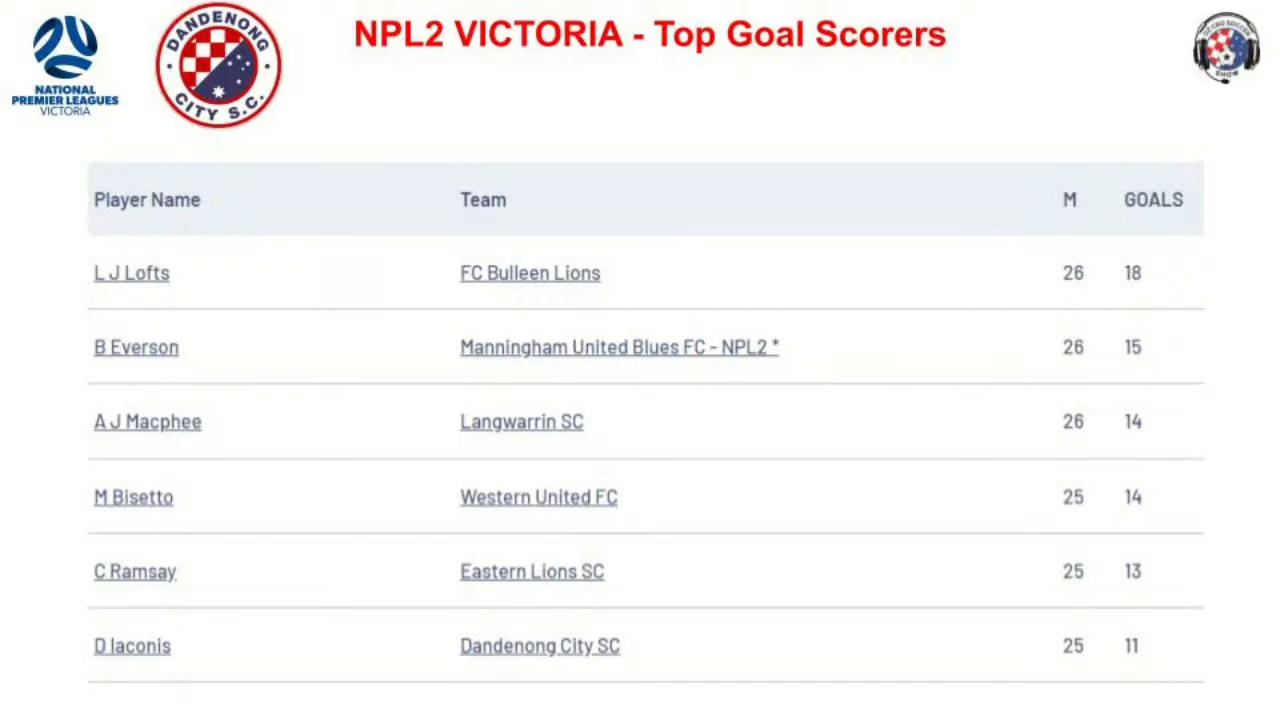 NPL2 VICTORIA - Top Goal Scorers
DANDENONG
CITY S.C.
NATIONAL
PREMIER LEAGUES
VICTORIA
SOCCER
SHOW
Player Name Team M GOALS
L J Lofts FC Bulleen Lions 26 18
B Everson Manningham United Blues FC - NPL2 * 26 15
A J Macphee Langwarrin SC 26 14
M Bisetto Western United FC 25 14
C Ramsay Eastern Lions SC 25 13
D Iaconis Dandenong City SC 25 11